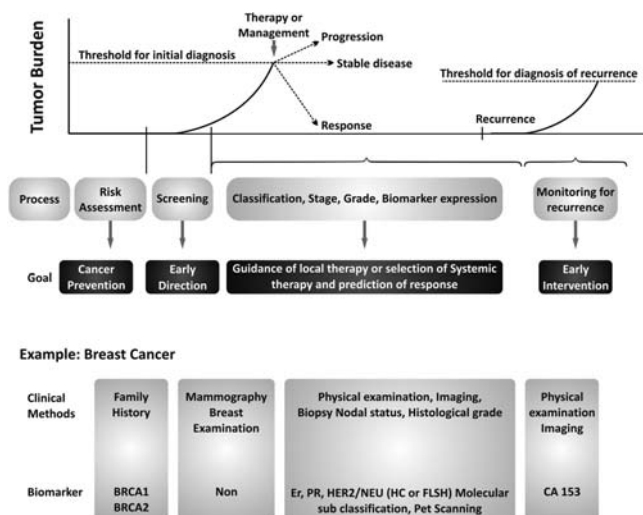 Therapy or
Management
Progression
Threshold for initial diagnosis
Stable disease
Threshold for diagnosis of recurrence
Tumor Burden
Response
Recurrence
Process
Risk
Assessment
Screening
Classification, Stage, Grade, Biomarker expression
Monitoring for
recurrence
Goal
Cancer
Prevention
Early
Direction
Guidance of local therapy or selection of Systemic
therapy and prediction of response
Early
Intervention
Example: Breast Cancer
Clinical
Methods
Family
History
Mammography
Breast
Examination
Physical examination, Imaging,
Biopsy Nodal status, Histological grade
Physical
examination
Imaging
Biomarker
BRCA1
BRCA2
Non
Er, PR, HER2/NEU (HC or FLSH) Molecular
sub classification, Pet Scanning
CA 153